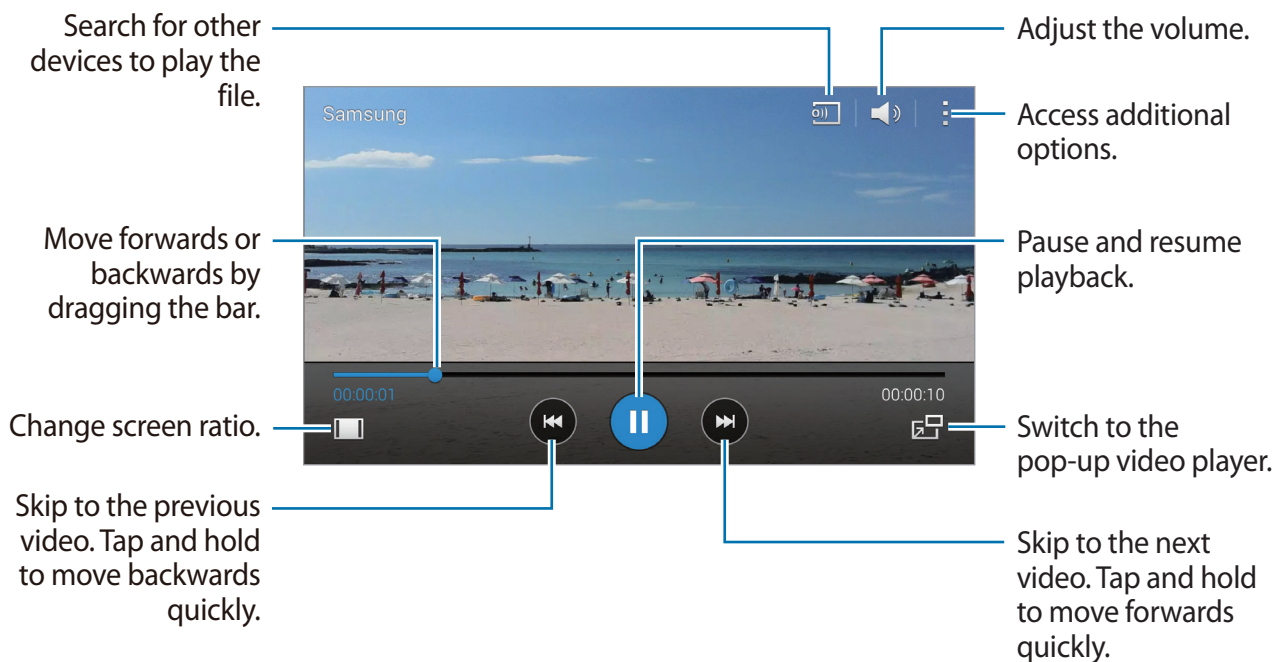 Search for other
devices to play the
file.
Adjust the volume.
Samsung
Access additional
options.
Move forwards or
backwards by
dragging the bar.
Pause and resume
playback.
00:00:01
00:00:10
Change screen ratio.
Switch to the
pop-up video player.
Skip to the previous
video. Tap and hold
to move backwards
quickly.
Skip to the next
video. Tap and hold
to move forwards
quickly.